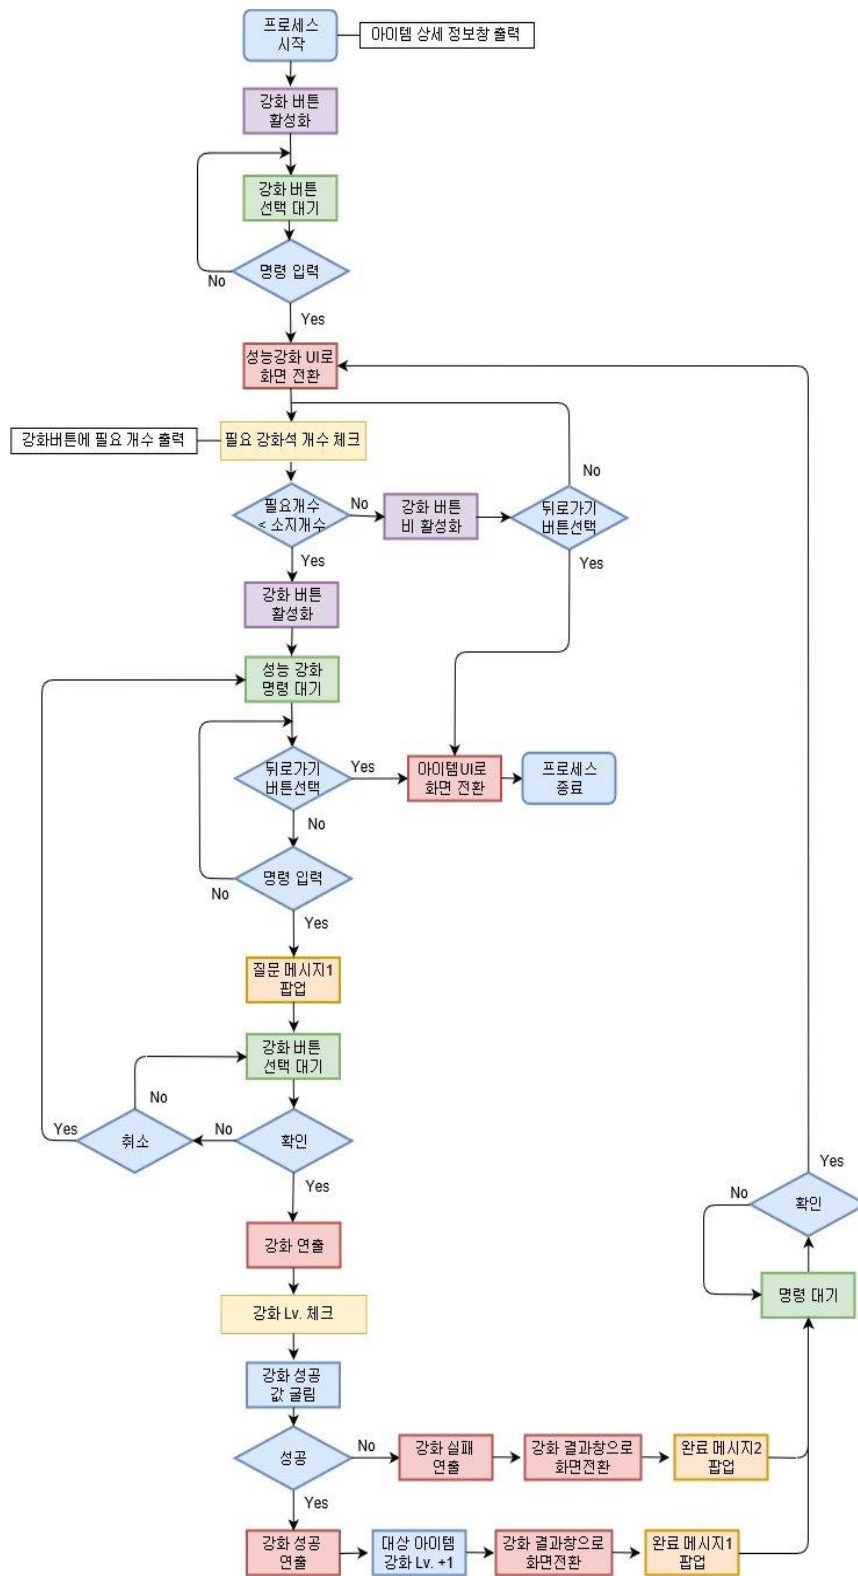 프로세스
시작
아이템 상세 정보창 출력
강화 버튼
활성화
강화 버튼
선택 대기
명령 입력
No
Yes
성능강화 UI로
화면 전환
강화버튼에 필요 개수 출력
필요 강화석 개수 체크
No
필요개수
< 소지개수
No
강화 버튼
비 활성화
뒤로가기
버튼선택
Yes
Yes
강화 버튼
활성화
성능 강화
명령 대기
뒤로가기
버튼선택
Yes
아이템UI로
화면 전환
프로세스
종료
No
명령 입력
No
Yes
질문 메시지1
팝업
강화 버튼
선택 대기
No
Yes
취소
No
확인
Yes
Yes
No
확인
강화 연출
명령 대기
강화 Lv. 체크
강화 성공
값 굴림
성공
No
강화 실패
연출
강화 결과창으로
화면전환
완료 메시지2
팝업
Yes
강화 성공
연출
대상 아이템
강화 Lv. +1
강화 결과창으로
화면전환
완료 메시지1
팝업